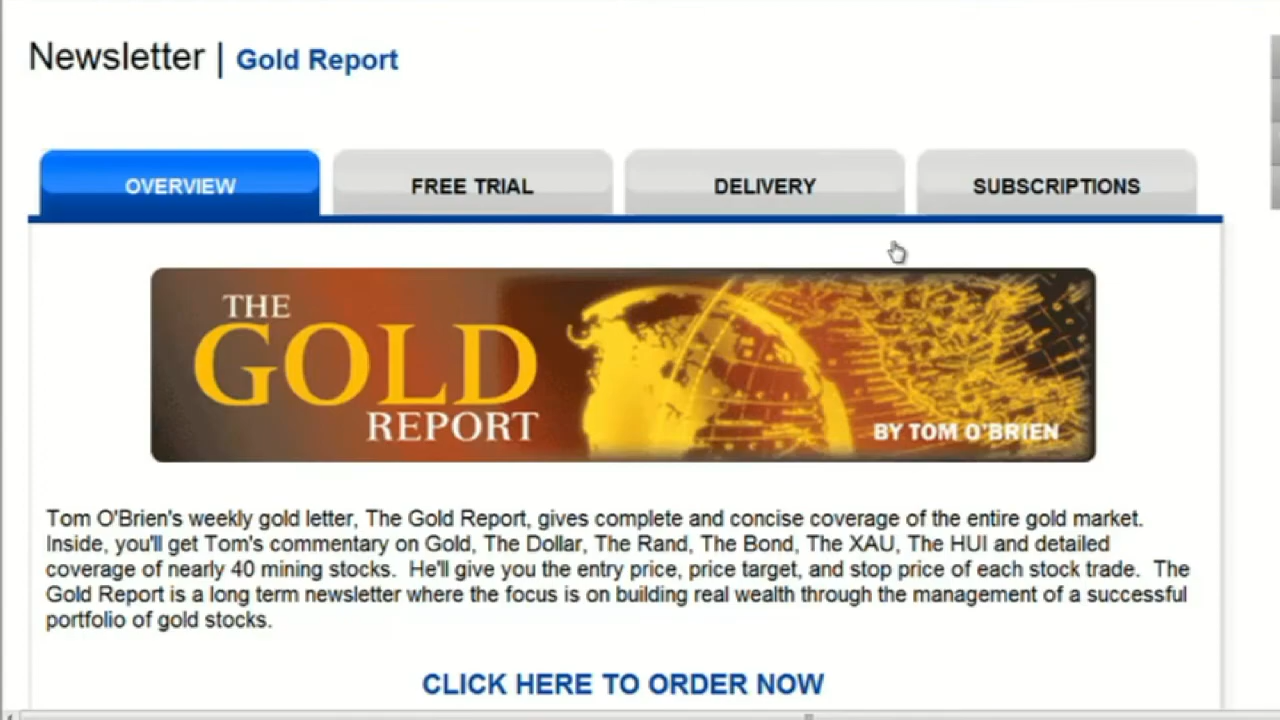 Newsletter | Gold Report
OVERVIEW FREE TRIAL DELIVERY SUBSCRIPTIONS
THE
GOLD
REPORT
BY TOM O'BRIEN
Tom O'Brien's weekly gold letter, The Gold Report, gives complete and concise coverage of the entire gold market.
Inside, you'll get Tom's commentary on Gold, The Dollar, The Rand, The Bond, The XAU, The HUI and detailed
coverage of nearly 40 mining stocks. He'll give you the entry price, price target, and stop price of each stock trade. The
Gold Report is a long term newsletter where the focus is on building real wealth through the management of a successful
portfolio of gold stocks.
CLICK HERE TO ORDER NOW